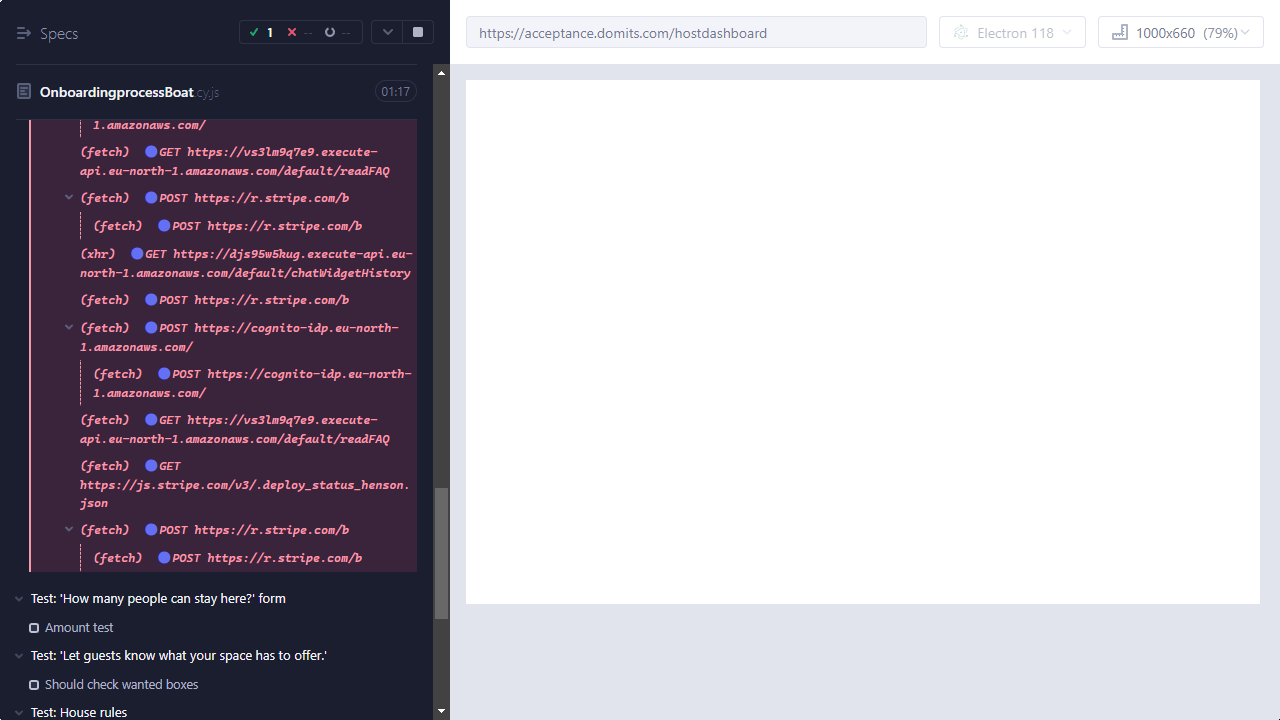 Specs
1
--
--
https://acceptance.domits.com/hostdashboard
Electron 118
1000x660 (79%)
OnboardingprocessBoat.cy.js
01:17
1.amazonaws.com/
(fetch) GET https://vs3lm9q7e9.execute-
api.eu-north-1.amazonaws.com/default/readFAQ
(fetch) POST https://r.stripe.com/b
(fetch) POST https://r.stripe.com/b
(xhr) GET https://djs95w5kug.execute-api.eu-
north-1.amazonaws.com/default/chatWidgetHistory
(fetch) POST https://r.stripe.com/b
(fetch) POST https://cognito-idp.eu-north-
1.amazonaws.com/
(fetch) POST https://cognito-idp.eu-north-
1.amazonaws.com/
(fetch) GET https://vs3lm9q7e9.execute-
api.eu-north-1.amazonaws.com/default/readFAQ
(fetch) GET
https://js.stripe.com/v3/.deploy_status_henson.
json
(fetch) POST https://r.stripe.com/b
(fetch) POST https://r.stripe.com/b
Test: 'How many people can stay here?' form
Amount test
Test: 'Let guests know what your space has to offer.'
Should check wanted boxes
Test: House rules